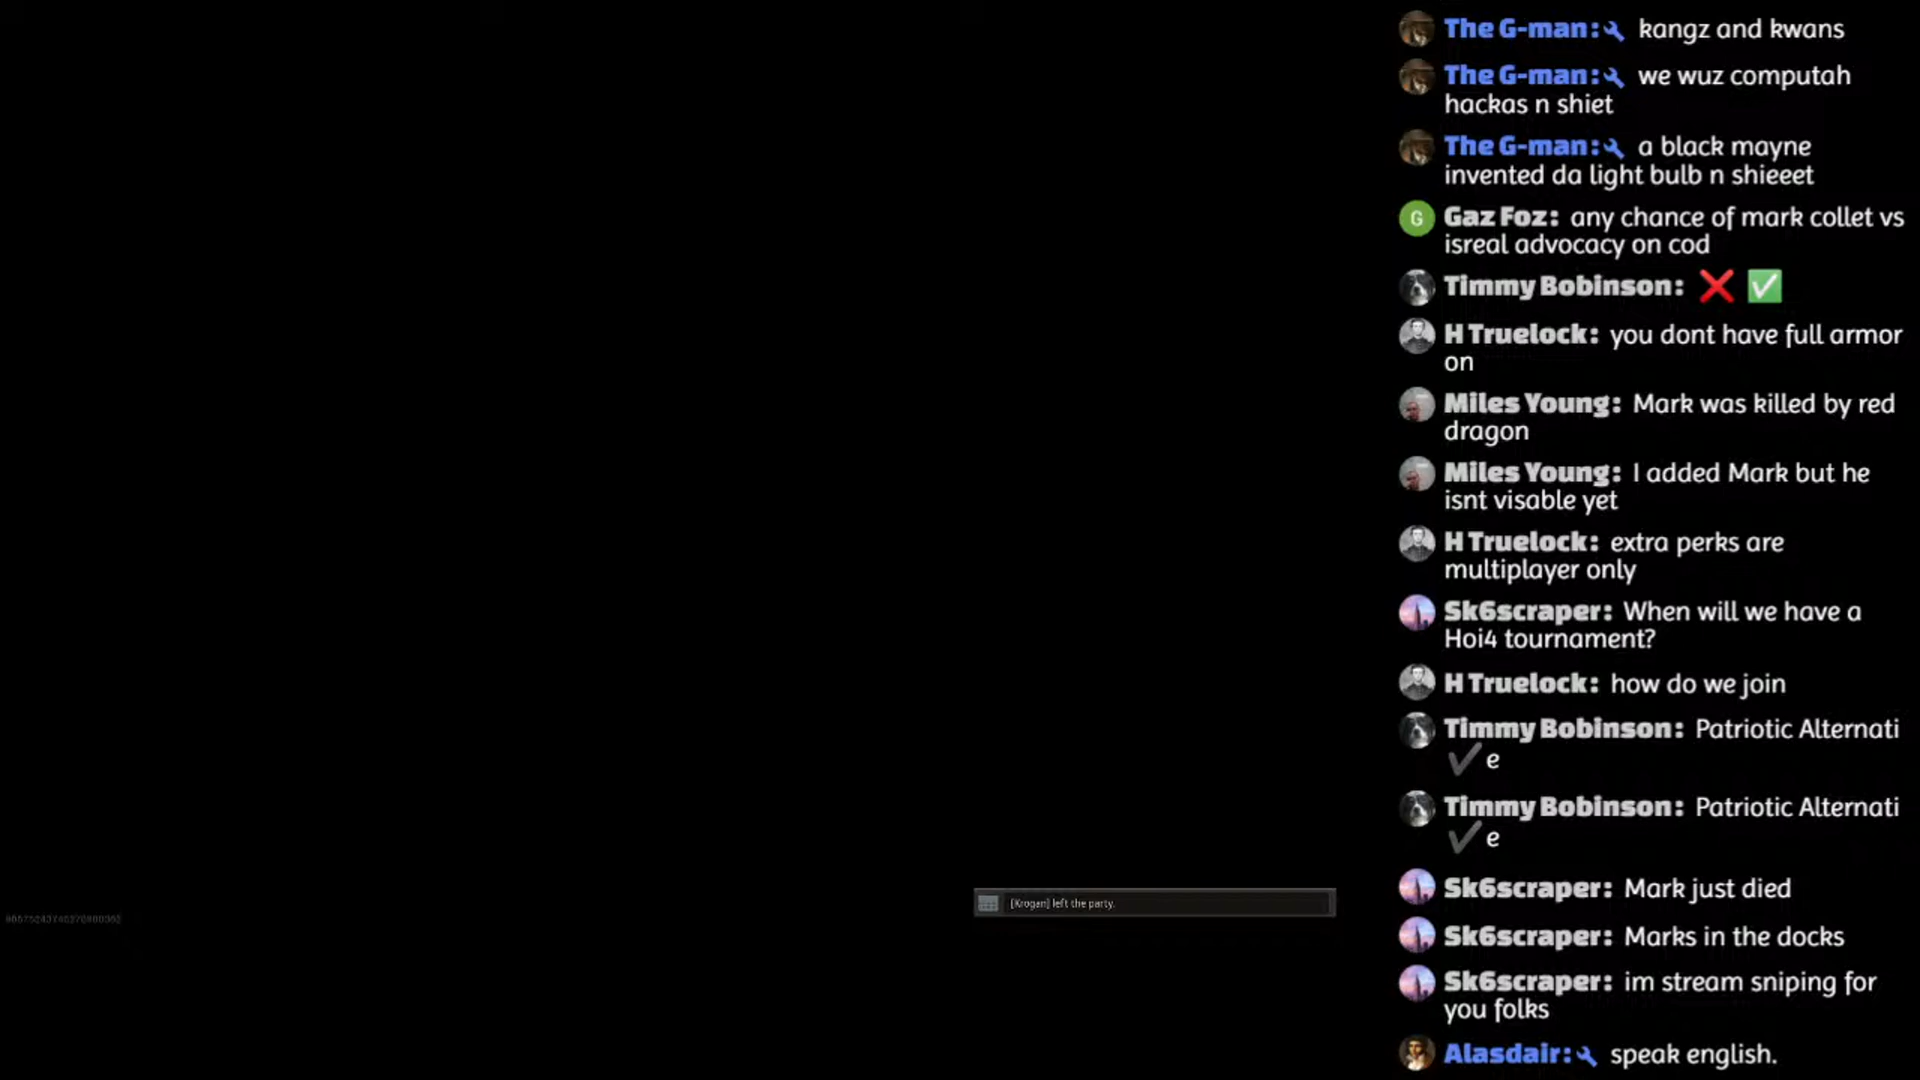 The G-man: kangz and kwans
The G-man: we wuz computah
hackas n shiet
The G-man: a black mayne
invented da light bulb n shieeet
G Gaz Foz: any chance of mark collet vs
isreal advocacy on cod
Timmy Bobinson: ❌ ✅
H Truelock: you dont have full armor
on
Miles Young: Mark was killed by red
dragon
Miles Young: I added Mark but he
isnt visable yet
H Truelock: extra perks are
multiplayer only
Sk6scraper: When will we have a
Hoi4 tournament?
H Truelock: how do we join
Timmy Bobinson: Patriotic Alternati
✔e
Timmy Bobinson: Patriotic Alternati
✔e
Sk6scraper: Mark just died
[Krogan] left the party.
Sk6scraper: Marks in the docks
Sk6scraper: im stream sniping for
you folks
Alasdair: speak english.